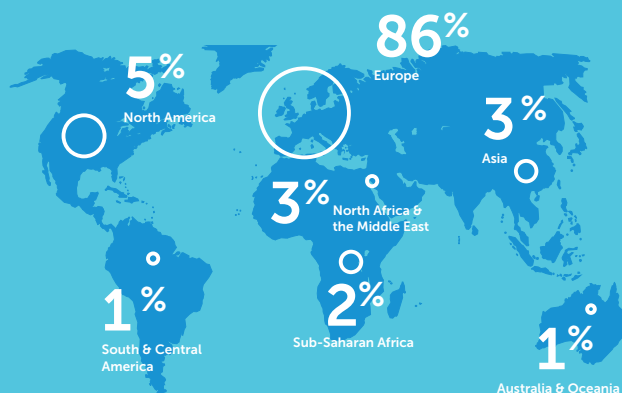 86%
Europe
5%
North America
3%
Asia
3%
North Africa &
the Middle East
1%
South & Central
America
2%
Sub-Saharan Africa
1%
Australia & Oceania